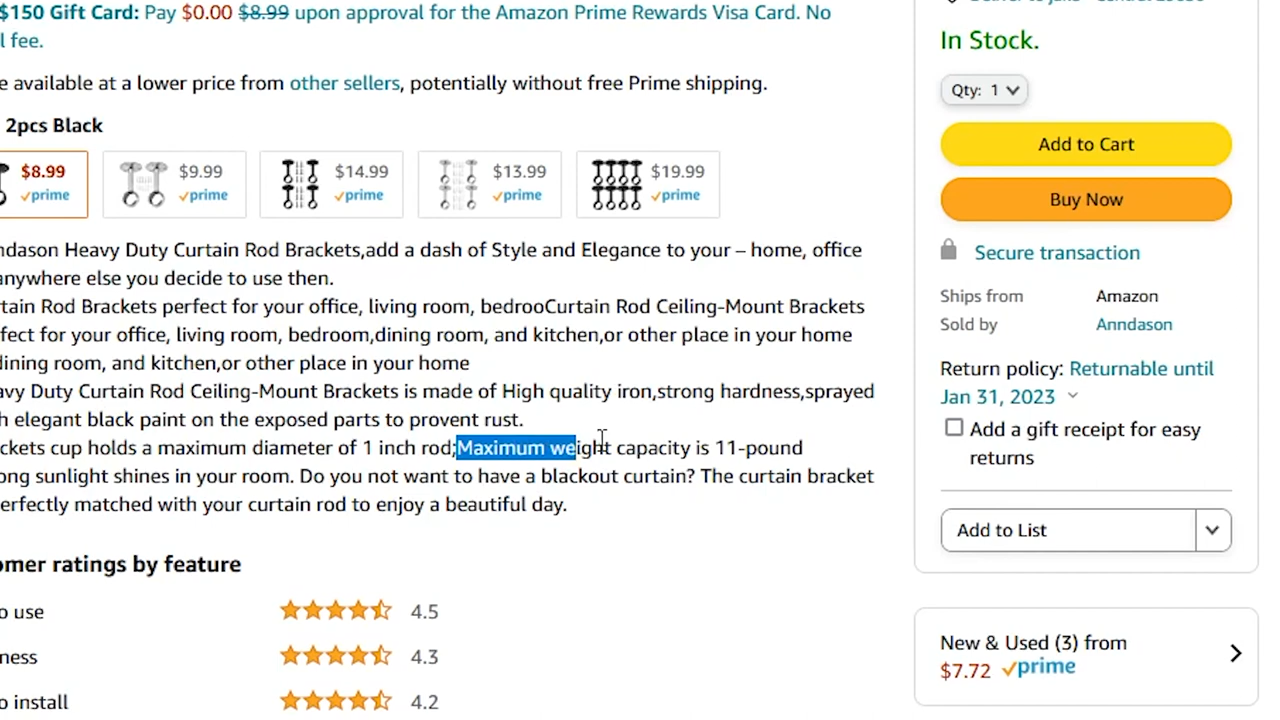 $150 Gift Card: Pay $0.00 $8.99 upon approval for the Amazon Prime Rewards Visa Card. No
l fee.
e available at a lower price from other sellers, potentially without free Prime shipping.
2pcs Black
$8.99
prime
$9.99
prime
$14.99
prime
$13.99
prime
$19.99
prime
ndason Heavy Duty Curtain Rod Brackets,add a dash of Style and Elegance to your – home, office
anywhere else you decide to use then.
rtain Rod Brackets perfect for your office, living room, bedrooCurtain Rod Ceiling-Mount Brackets
fect for your office, living room, bedroom,dining room, and kitchen,or other place in your home
dining room, and kitchen,or other place in your home
avy Duty Curtain Rod Ceiling-Mount Brackets is made of High quality iron,strong hardness,sprayed
h elegant black paint on the exposed parts to provent rust.
ckets cup holds a maximum diameter of 1 inch rod;Maximum weight capacity is 11-pound
ong sunlight shines in your room. Do you not want to have a blackout curtain? The curtain bracket
erfectly matched with your curtain rod to enjoy a beautiful day.
omer ratings by feature
o use
4.5
ness
4.3
o install
4.2
In Stock.
Qty: 1
Add to Cart
Buy Now
Secure transaction
Ships from Amazon
Sold by Anndason
Return policy: Returnable until
Jan 31, 2023
Add a gift receipt for easy
returns
Add to List
New & Used (3) from
$7.72 prime